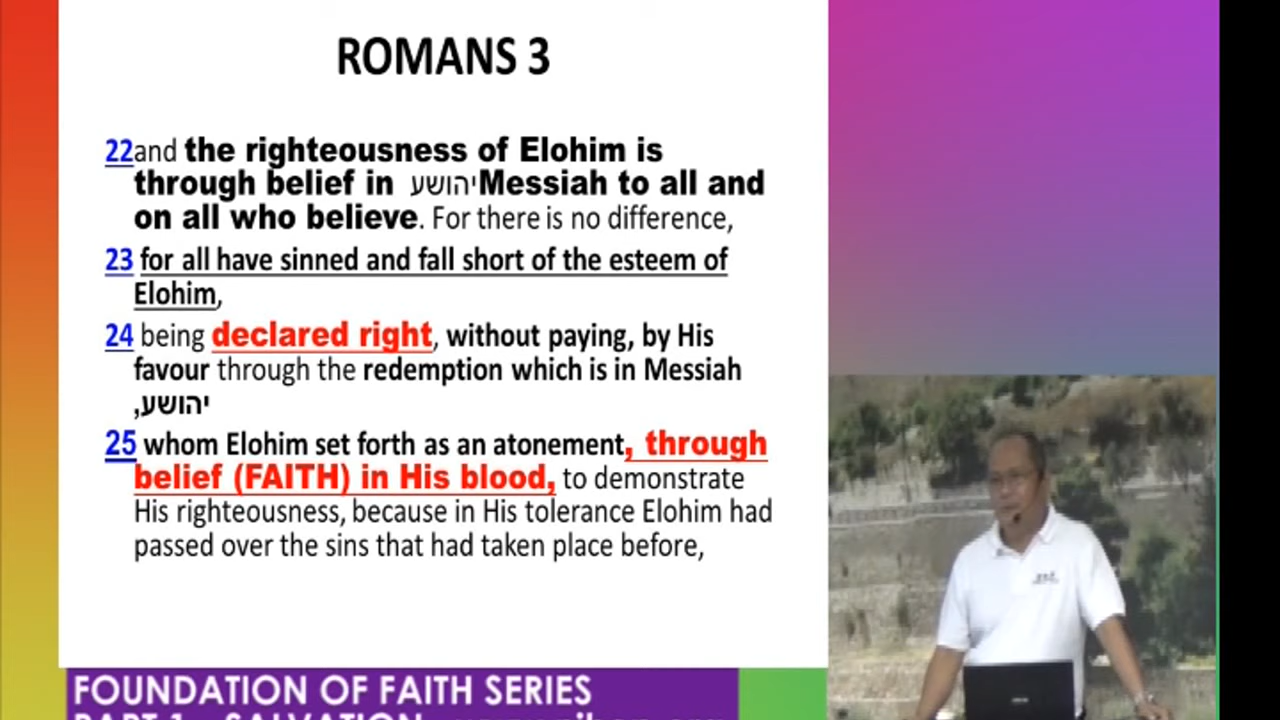 ROMANS 3
22and the righteousness of Elohim is
through belief in יהושע Messiah to all and
on all who believe. For there is no difference,
23 for all have sinned and fall short of the esteem of
Elohim,
24 being declared right, without paying, by His
favour through the redemption which is in Messiah
יהושע,
25 whom Elohim set forth as an atonement, through
belief (FAITH) in His blood, to demonstrate
His righteousness, because in His tolerance Elohim had
passed over the sins that had taken place before,
FOUNDATION OF FAITH SERIES
PART 1 - SALVATION